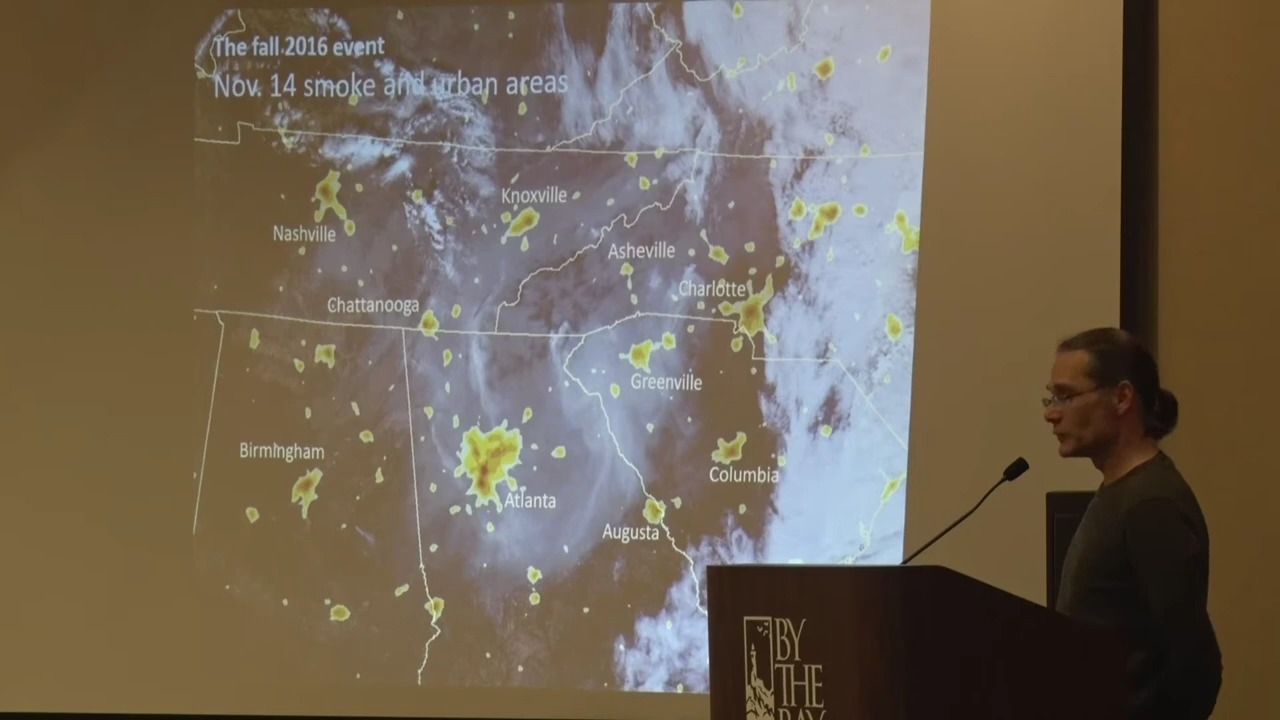 The fall 2016 event
Nov. 14 smoke and urban areas
Knoxville
Nashville
Asheville
Charlotte
Chattanooga
Greenville
Birmingham
Columbia
Atlanta
Augusta
BY
THE
BAY